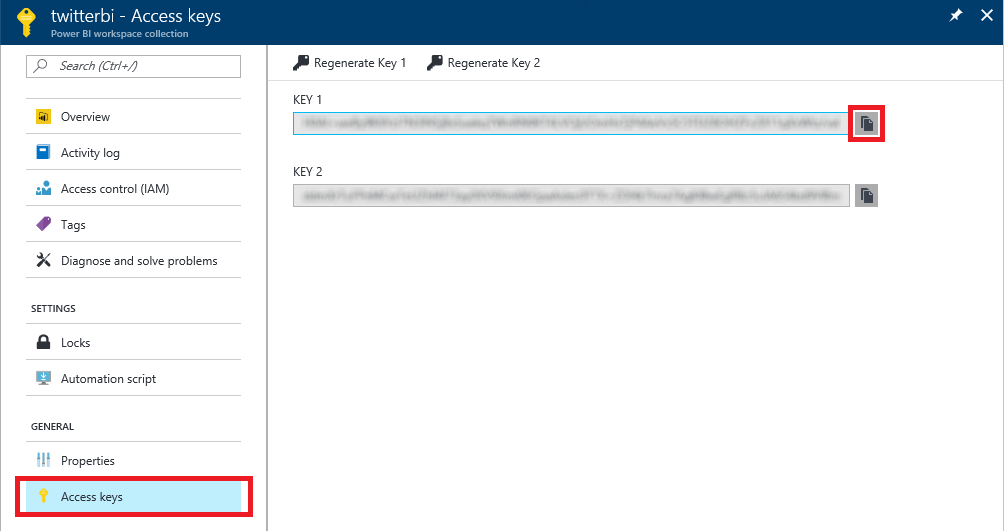 twitterbi - Access keys
Power BI workspace collection
Search (Ctrl+/)
Overview
Activity log
Access control (IAM)
Tags
Diagnose and solve problems
SETTINGS
Locks
Automation script
GENERAL
Properties
Access keys
Regenerate Key 1 Regenerate Key 2
KEY 1
KEY 2